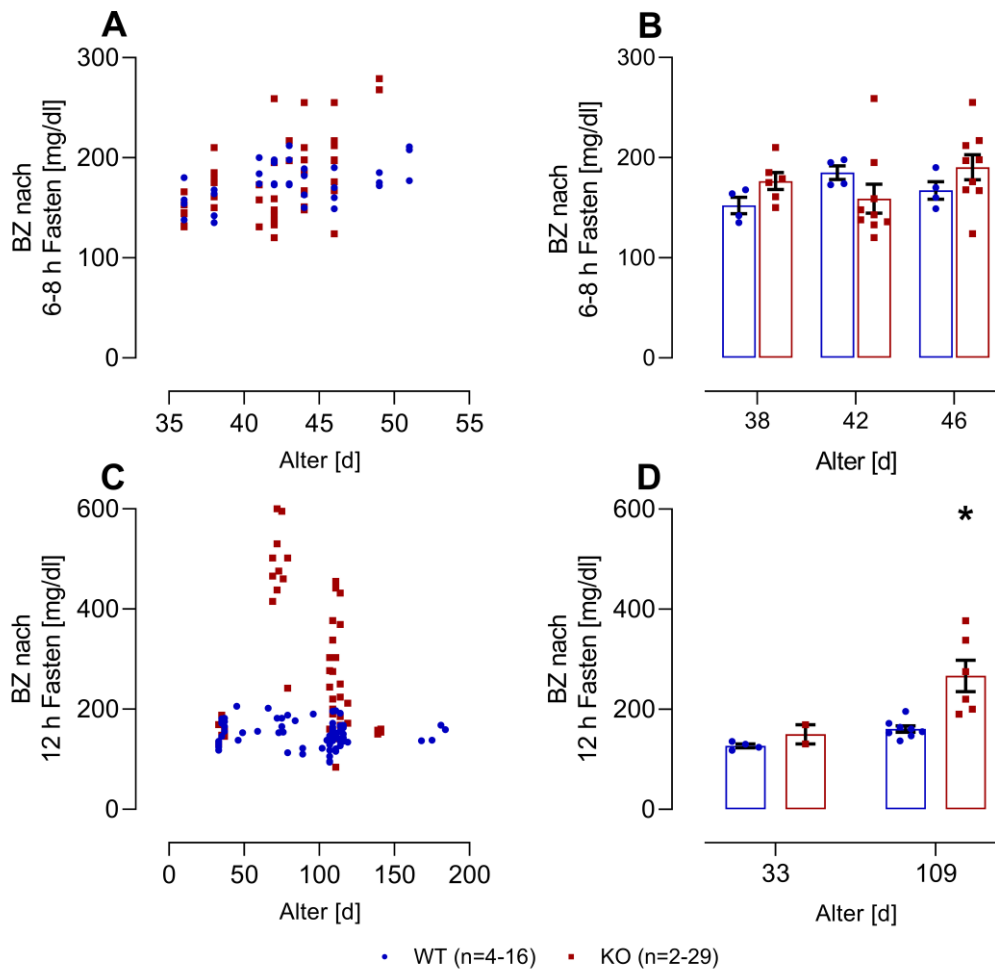 A
BZ nach
6-8 h Fasten [mg/dl]
300
200
100
0
35 40 45 50 55
Alter [d]
B
BZ nach
6-8 h Fasten [mg/dl]
300
200
100
0
38 42 46
Alter [d]
C
BZ nach
12 h Fasten [mg/dl]
600
400
200
0
0 50 100 150 200
Alter [d]
D
BZ nach
12 h Fasten [mg/dl]
600
400
200
0
*
33 109
Alter [d]
WT (n=4-16) KO (n=2-29)